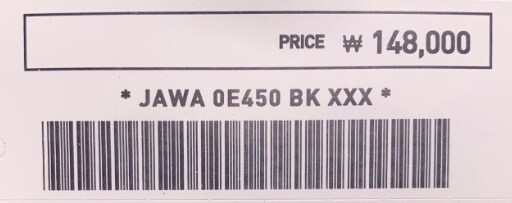 PRICE ₩ 148,000
* JAWA 0E450 BK XXX *